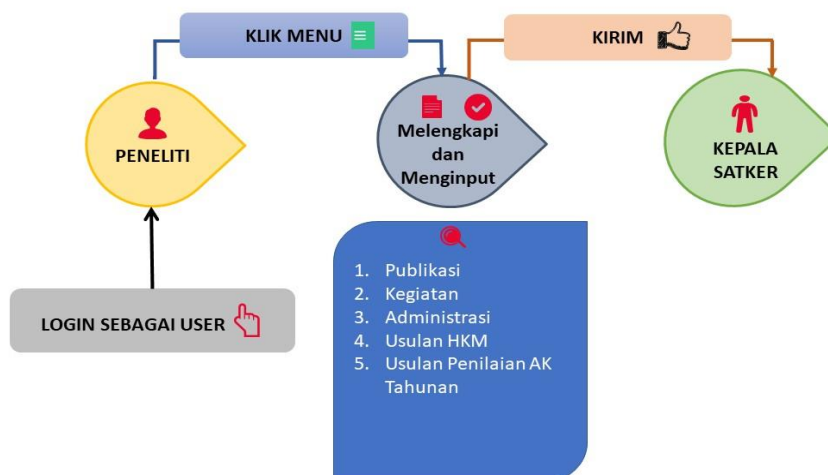 KLIK MENU
KIRIM
PENELITI
Melengkapi
dan
Menginput
KEPALA
SATKER
LOGIN SEBAGAI USER
1. Publikasi
2. Kegiatan
3. Administrasi
4. Usulan HKM
5. Usulan Penilaian AK
Tahunan